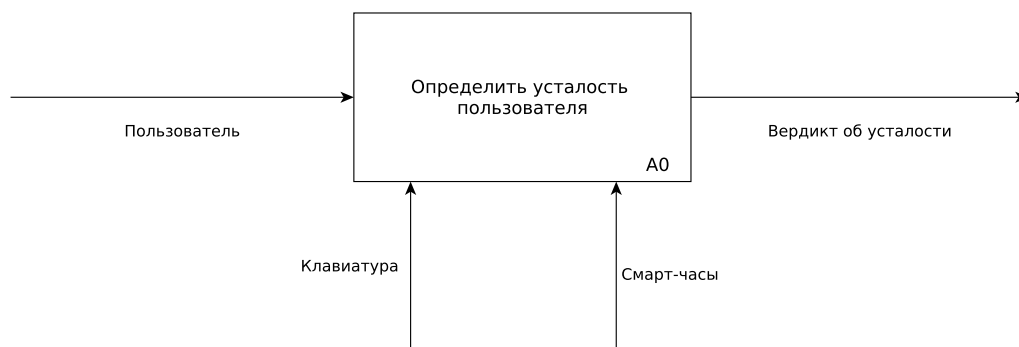 Определить усталость
пользователя
Пользователь
Вердикт об усталости
A0
Клавиатура
Смарт-часы